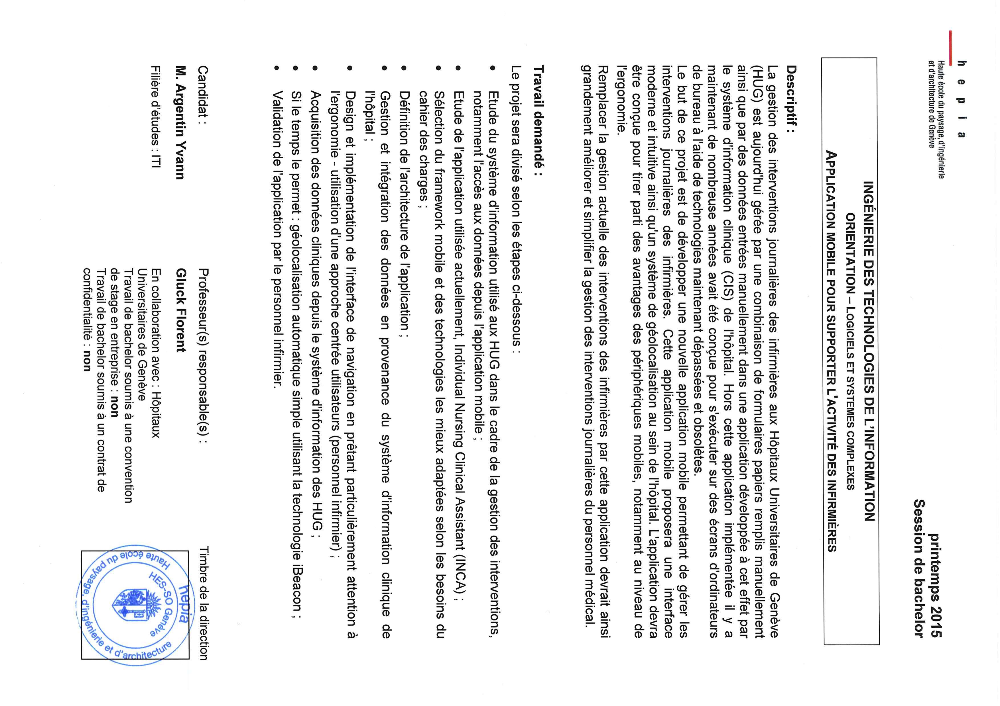 h e p i a
Haute école du paysage, d'ingénierie
et d'architecture de Genève
printemps 2015
Session de bachelor
INGÉNIERIE DES TECHNOLOGIES DE L'INFORMATION
ORIENTATION – LOGICIELS ET SYSTEMES COMPLEXES
APPLICATION MOBILE POUR SUPPORTER L'ACTIVITÉ DES INFIRMIÈRES
Descriptif :
La gestion des interventions journalières des infirmières aux Hôpitaux Universitaires de Genève
(HUG) est aujourd'hui gérée par une combinaison de formulaires papiers remplis manuellement
ainsi que par des données entrées manuellement dans une application développée à cet effet par
le système d'information clinique (CIS) de l'hôpital. Hors cette application implémentée il y a
maintenant de nombreuse années avait été conçue pour s'exécuter sur des écrans d'ordinateurs
de bureau à l'aide de technologies maintenant dépassées et obsolètes.
Le but de ce projet est de développer une nouvelle application mobile permettant de gérer les
interventions journalières des infirmières. Cette application mobile proposera une interface
moderne et intuitive ainsi qu'un système de géolocalisation au sein de l'hôpital. L'application devra
être conçue pour tirer parti des avantages des périphériques mobiles, notamment au niveau de
l'ergonomie.
Remplacer la gestion actuelle des interventions des infirmières par cette application devrait ainsi
grandement améliorer et simplifier la gestion des interventions journalières du personnel médical.
Travail demandé :
Le projet sera divisé selon les étapes ci-dessous :
• Etude du système d'information utilisé aux HUG dans le cadre de la gestion des interventions,
notamment l'accès aux données depuis l'application mobile ;
• Etude de l'application utilisée actuellement, Individual Nursing Clinical Assistant (INCA) ;
• Sélection du framework mobile et des technologies les mieux adaptées selon les besoins du
cahier des charges ;
• Définition de l'architecture de l'application ;
• Gestion et intégration des données en provenance du système d'information clinique de
l'hôpital ;
• Design et implémentation de l'interface de navigation en prêtant particulièrement attention à
l'ergonomie - utilisation d'une approche centrée utilisateurs (personnel infirmier) ;
• Acquisition des données cliniques depuis le système d'information des HUG ;
• Si le temps le permet : géolocalisation automatique simple utilisant la technologie iBeacon ;
• Validation de l'application par le personnel infirmier.
Candidat :
M. Argentin Yvann
Filière d'études : ITI
Professeur(s) responsable(s) :
Gluck Florent
En collaboration avec : Hôpitaux
Universitaires de Genève
Travail de bachelor soumis à une convention
de stage en entreprise : non
Travail de bachelor soumis à un contrat de
confidentialité : non
Timbre de la direction
hepia
HES-SO Genève
Haute école du paysage, d'ingénierie et d'architecture